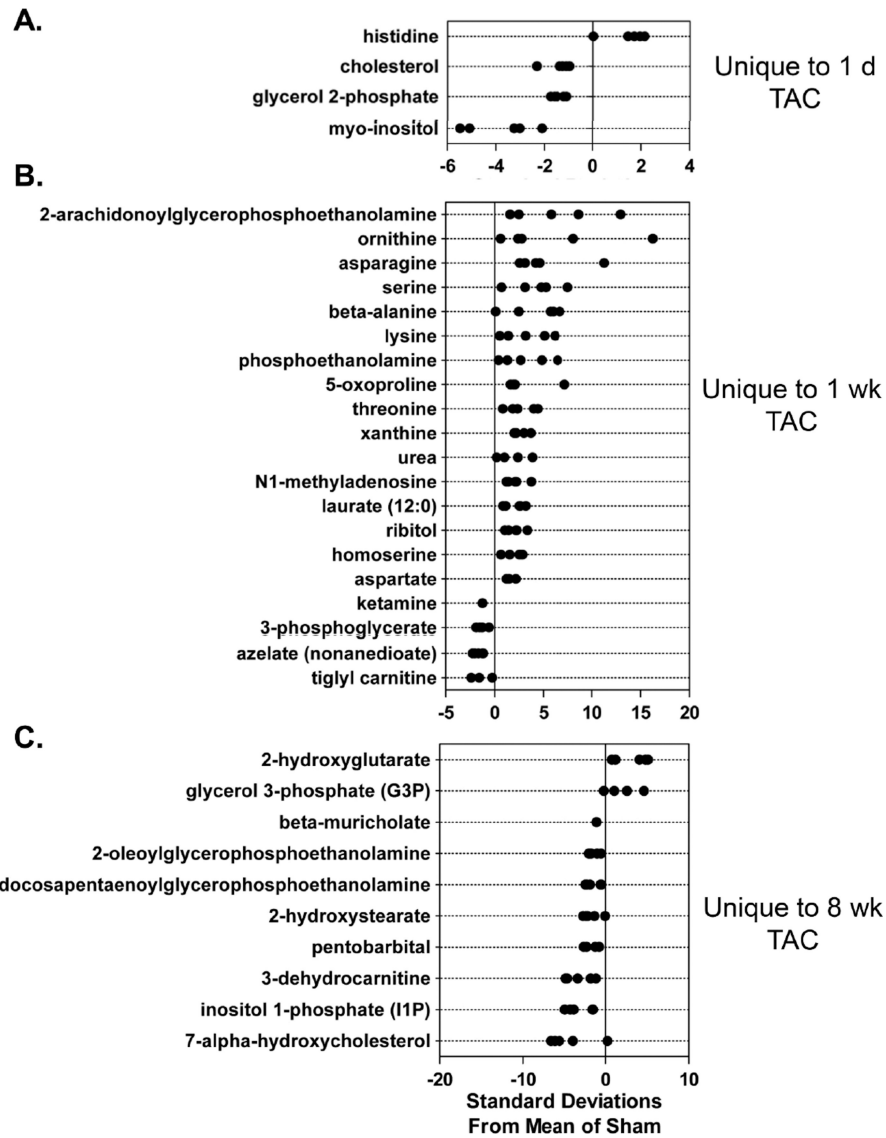 A.
histidine
cholesterol
glycerol 2-phosphate
myo-inositol
-6 -4 -2 0 2 4
Unique to 1 d
TAC
B.
2-arachidonoylglycerophosphoethanolamine
ornithine
asparagine
serine
beta-alanine
lysine
phosphoethanolamine
5-oxoproline
threonine
xanthine
urea
N1-methyladenosine
laurate (12:0)
ribitol
homoserine
aspartate
ketamine
3-phosphoglycerate
azelate (nonanedioate)
tiglyl carnitine
-5 0 5 10 15 20
Unique to 1 wk
TAC
C.
2-hydroxyglutarate
glycerol 3-phosphate (G3P)
beta-muricholate
2-oleoylglycerophosphoethanolamine
docosapentaenoylglycerophosphoethanolamine
2-hydroxystearate
pentobarbital
3-dehydrocarnitine
inositol 1-phosphate (I1P)
7-alpha-hydroxycholesterol
-20 -10 0 10
Unique to 8 wk
TAC
Standard Deviations
From Mean of Sham